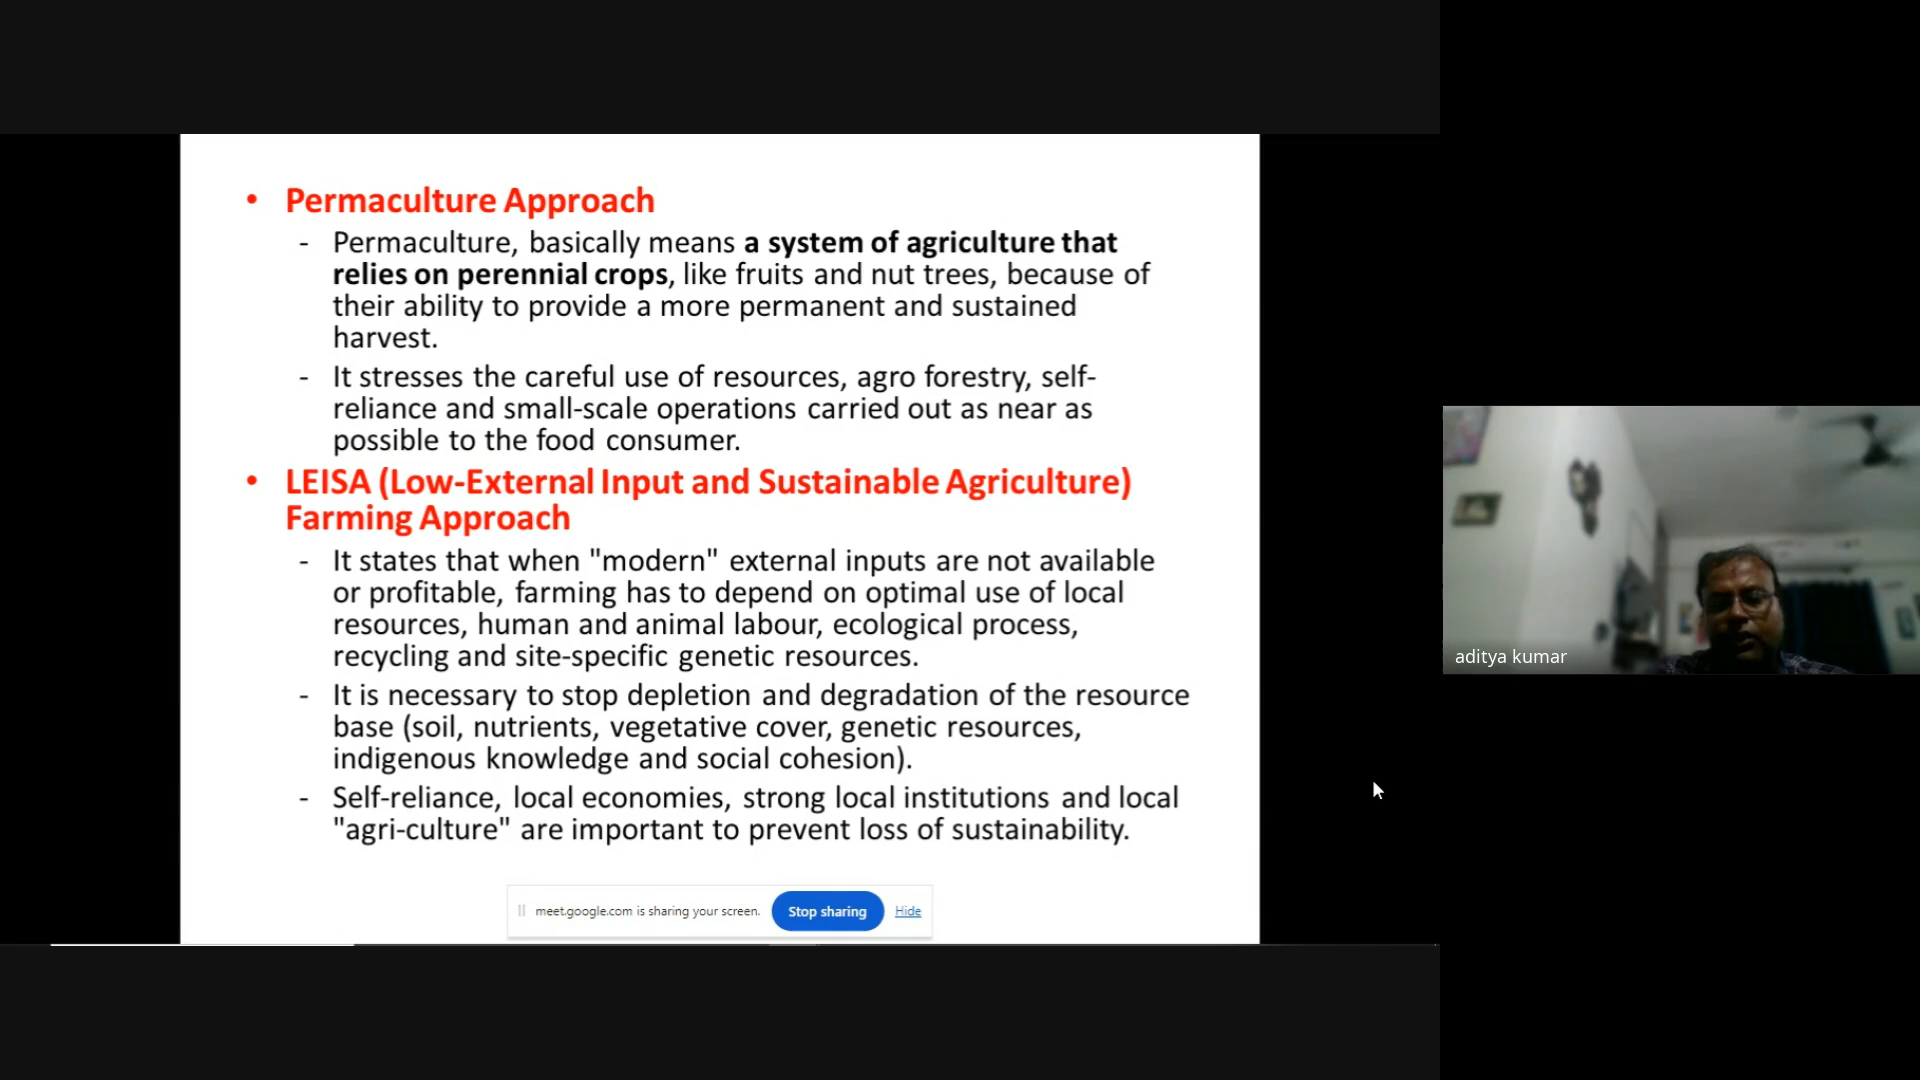 • Permaculture Approach
- Permaculture, basically means a system of agriculture that
relies on perennial crops, like fruits and nut trees, because of
their ability to provide a more permanent and sustained
harvest.
- It stresses the careful use of resources, agro forestry, self-
reliance and small-scale operations carried out as near as
possible to the food consumer.
• LEISA (Low-External Input and Sustainable Agriculture)
Farming Approach
- It states that when "modern" external inputs are not available
or profitable, farming has to depend on optimal use of local
resources, human and animal labour, ecological process,
recycling and site-specific genetic resources.
- It is necessary to stop depletion and degradation of the resource
base (soil, nutrients, vegetative cover, genetic resources,
indigenous knowledge and social cohesion).
- Self-reliance, local economies, strong local institutions and local
"agri-culture" are important to prevent loss of sustainability.
meet.google.com is sharing your screen. Stop sharing Hide
aditya kumar